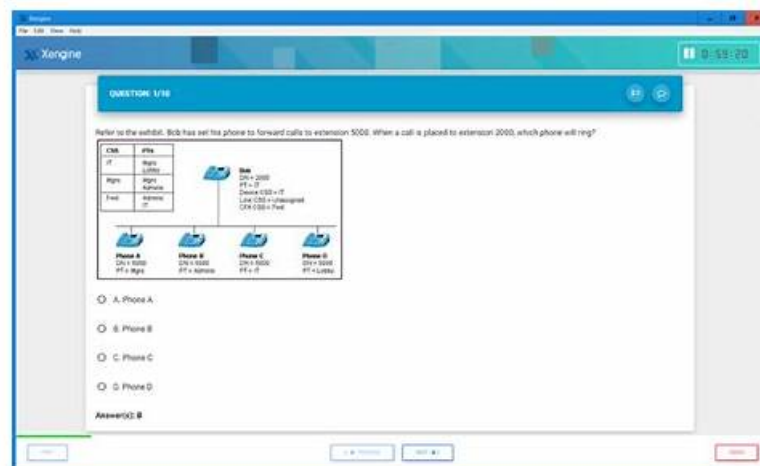 Xengine
File Edit View Help
Xengine
0:59:20
QUESTION: 1/10
Refer to the exhibit. Bob has set his phone to forward calls to extension 5000. When a call is placed to extension 2000, which phone will ring?
CSS PTs
IT Mgrs
Lobby
Mgrs Mgrs
Admins
Fwd Admins
IT
Bob
DN = 2000
PT = IT
Device CSS = IT
Line CSS = Unassigned
CFA CSS = Fwd
Phone A
DN = 5000
PT = Mgrs
Phone B
DN = 5000
PT = Admins
Phone C
DN = 5000
PT = IT
Phone D
DN = 5000
PT = Lobby
A. Phone A
B. Phone B
C. Phone C
D. Phone D
Answer(s): B